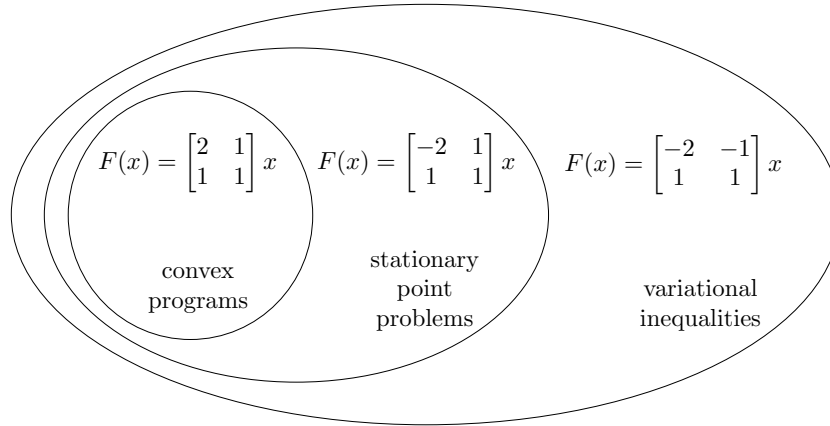 F(x) = [2 1; 1 1] x
F(x) = [−2 1; 1 1] x
F(x) = [−2 −1; 1 1] x
convex
programs
stationary
point
problems
variational
inequalities